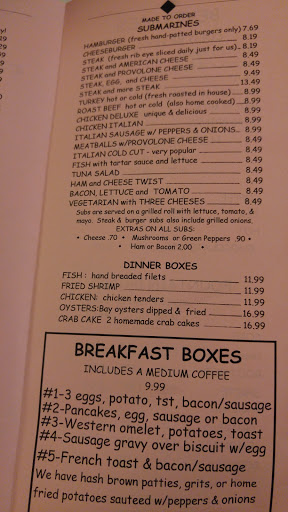 MADE TO ORDER
SUBMARINES
HAMBURGER (fresh hand-patted burgers only) 7.69
CHEESEBURGER 8.19
STEAK (fresh rib eye sliced daily just for us) 8.19
STEAK and AMERICAN CHEESE 8.49
STEAK and PROVOLONE CHEESE 8.49
STEAK, EGG, and CHEESE 9.49
STEAK and more STEAK 13.49
TURKEY hot or cold (fresh roasted in house) 8.99
ROAST BEEF hot or cold (also home cooked) 8.99
CHICKEN DELUXE unique & delicious 8.99
CHICKEN ITALIAN 8.99
ITALIAN SAUSAGE w/ PEPPERS & ONIONS 8.99
MEATBALLS w/PROVOLONE CHEESE 8.49
ITALIAN COLD CUT - very popular 8.49
FISH with tartar sauce and lettuce 8.49
TUNA SALAD 8.49
HAM and CHEESE TWIST 8.49
BACON, LETTUCE and TOMATO 8.49
VEGETARIAN with THREE CHEESES 8.49
Subs are served on a grilled roll with lettuce, tomato, &
mayo. Steak & burger subs also include grilled onions.
EXTRAS ON ALL SUBS:
• Cheese .70 • Mushrooms or Green Peppers .90 •
• Ham or Bacon 2.00 •
DINNER BOXES
FISH : hand breaded filets 11.99
FRIED SHRIMP 11.99
CHICKEN: chicken tenders 11.99
OYSTERS:Bay oysters dipped & fried 16.99
CRAB CAKE 2 homemade crab cakes 16.99
BREAKFAST BOXES
INCLUDES A MEDIUM COFFEE
9.99
#1-3 eggs, potato, tst, bacon/sausage
#2-Pancakes, egg, sausage or bacon
#3-Western omelet, potatoes, toast
#4-Sausage gravy over biscuit w/egg
#5-French toast & bacon/sausage
We have hash brown patties, grits, or home
fried potatoes sauteed w/peppers & onions